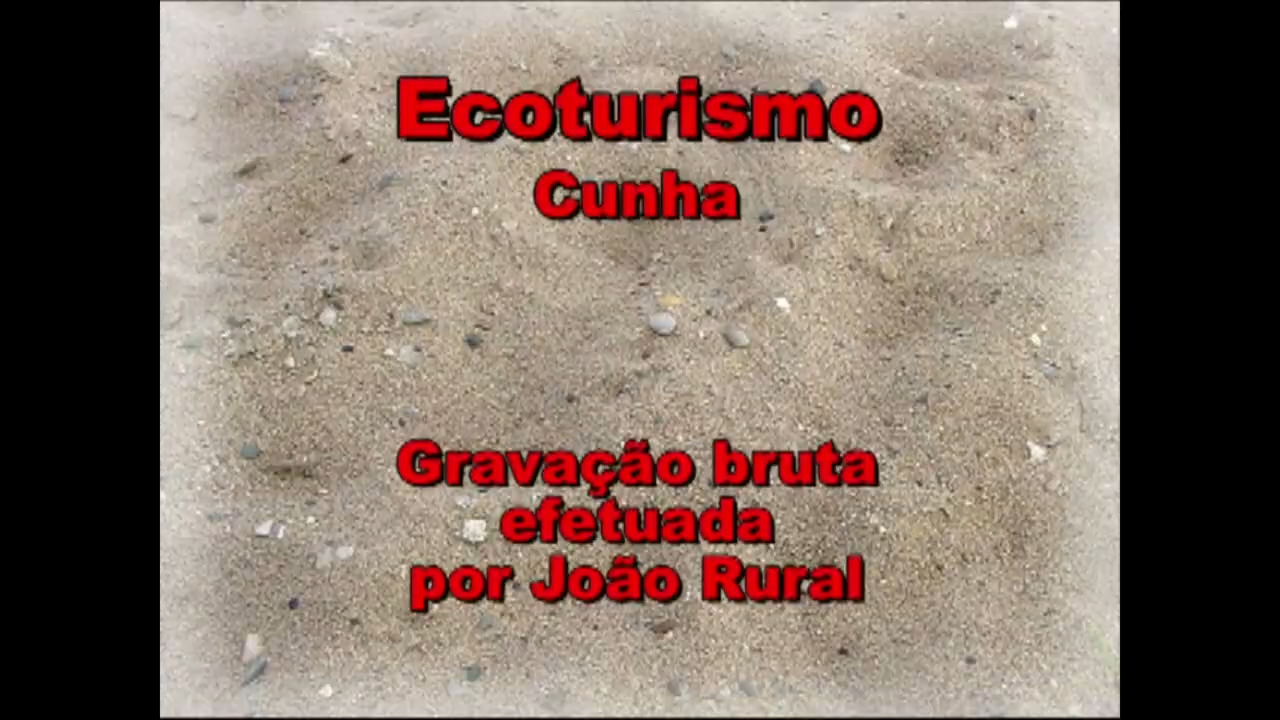 Ecoturismo
Cunha
Gravação bruta
efetuada
por João Rural